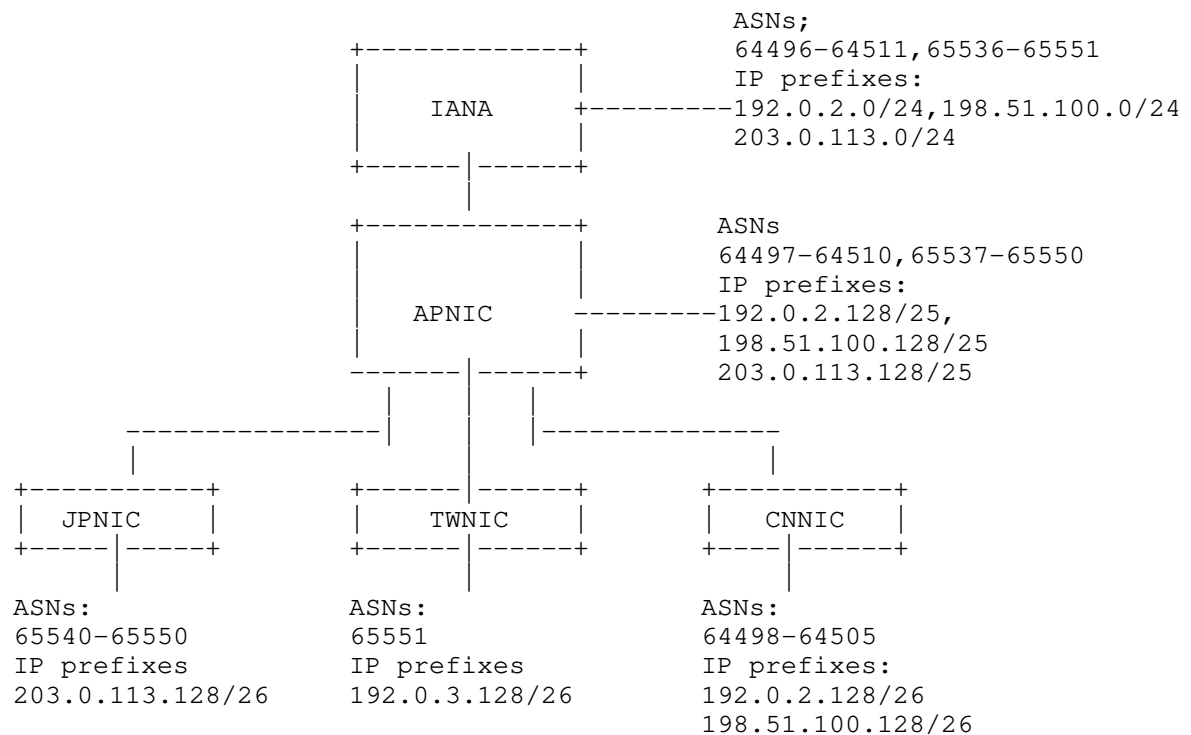 ASNs;
64496-64511,65536-65551
IP prefixes:
IANA
192.0.2.0/24,198.51.100.0/24
203.0.113.0/24
ASNs
64497-64510,65537-65550
IP prefixes:
APNIC
192.0.2.128/25,
198.51.100.128/25
203.0.113.128/25
JPNIC
TWNIC
CNNIC
ASNs:
65540-65550
IP prefixes
203.0.113.128/26
ASNs:
65551
IP prefixes
192.0.3.128/26
ASNs:
64498-64505
IP prefixes:
192.0.2.128/26
198.51.100.128/26